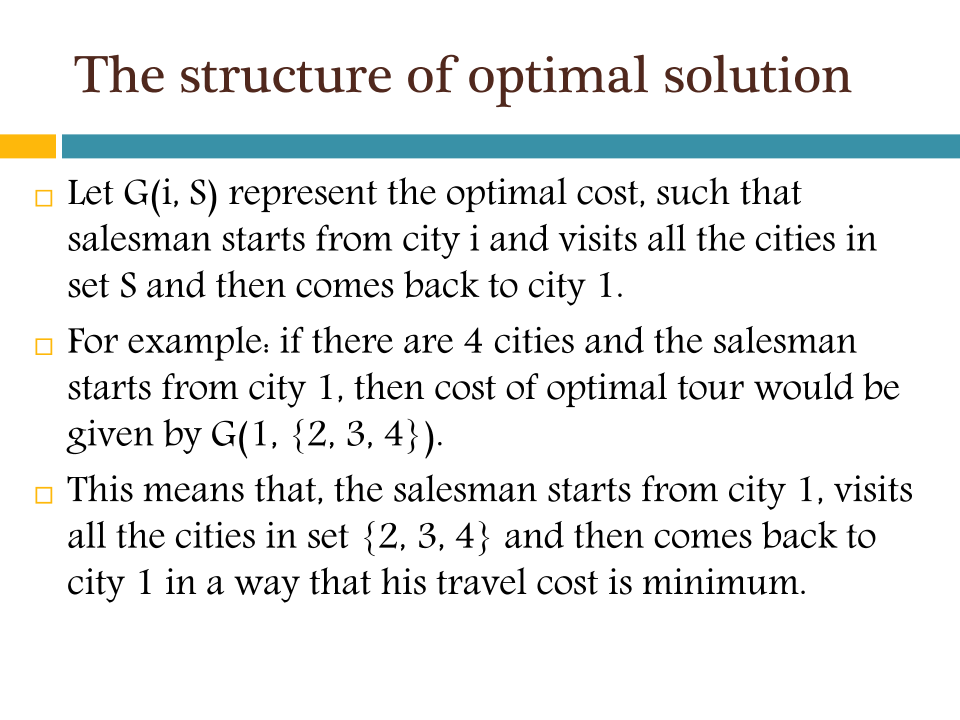 The structure of optimal solution
Let G(i, S) represent the optimal cost, such that
salesman starts from city i and visits all the cities in
set S and then comes back to city 1.
For example: if there are 4 cities and the salesman
starts from city 1, then cost of optimal tour would be
given by G(1, {2, 3, 4}).
This means that, the salesman starts from city 1, visits
all the cities in set {2, 3, 4} and then comes back to
city 1 in a way that his travel cost is minimum.